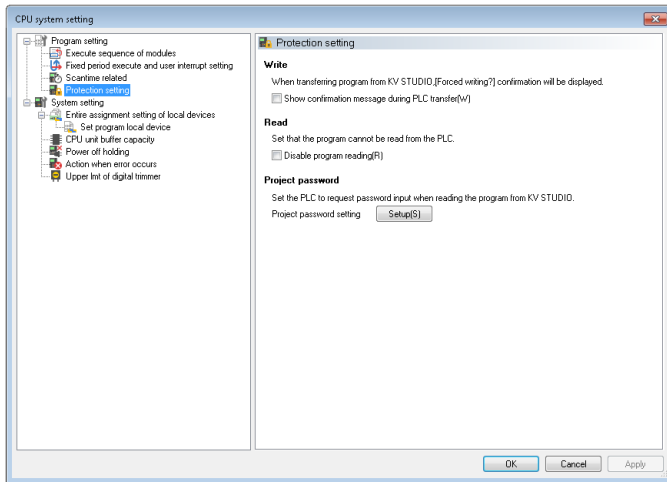 CPU system setting
Program setting
Execute sequence of modules
Fixed period execute and user interrupt setting
Scantime related
Protection setting
System setting
Entire assignment setting of local devices
Set program local device
CPU unit buffer capacity
Power off holding
Action when error occurs
Upper lmt of digital trimmer
Protection setting
Write
When transferring program from KV STUDIO,[Forced writing?] confirmation will be displayed.
Show confirmation message during PLC transfer(W)
Read
Set that the program cannot be read from the PLC.
Disable program reading(R)
Project password
Set the PLC to request password input when reading the program from KV STUDIO.
Project password setting Setup(S)
OK Cancel Apply